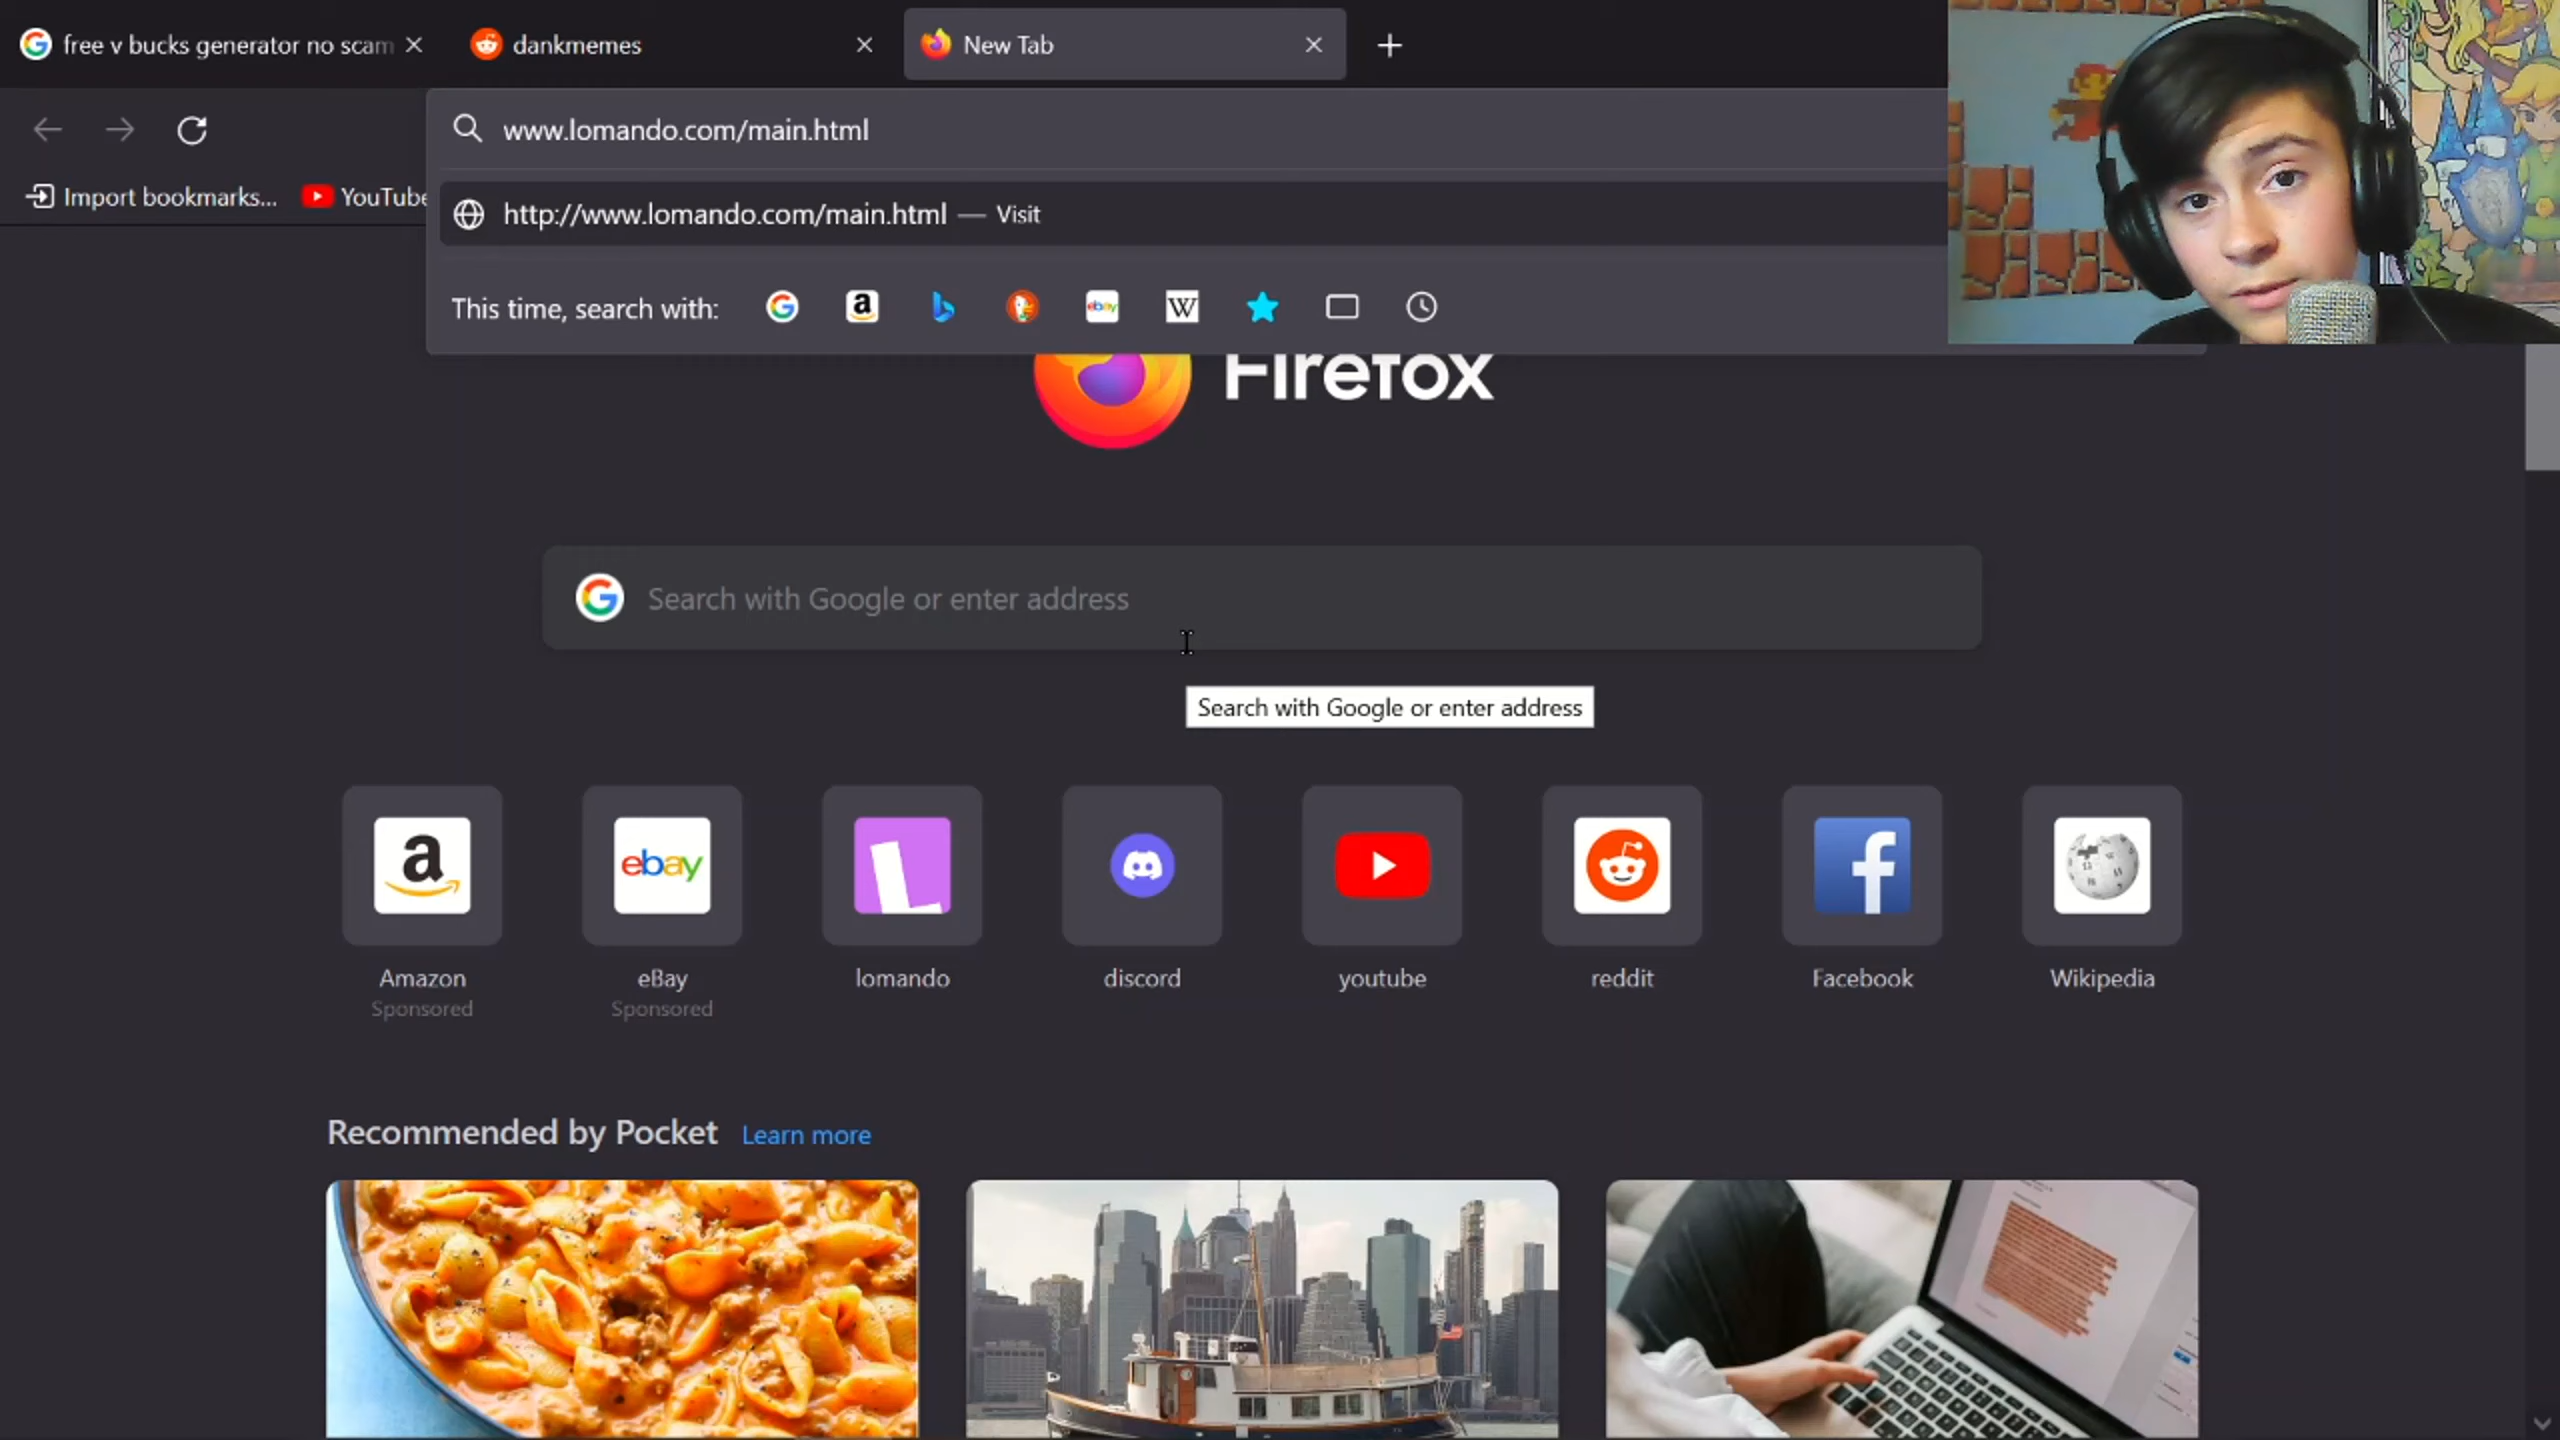 free v bucks generator no scam
dankmemes
New Tab
www.lomando.com/main.html
Import bookmarks...
YouTube
http://www.lomando.com/main.html — Visit
This time, search with:
Firefox
Search with Google or enter address
Search with Google or enter address
a
ebay
L
Amazon
Sponsored
eBay
Sponsored
lomando
discord
youtube
reddit
Facebook
Wikipedia
Recommended by Pocket
Learn more